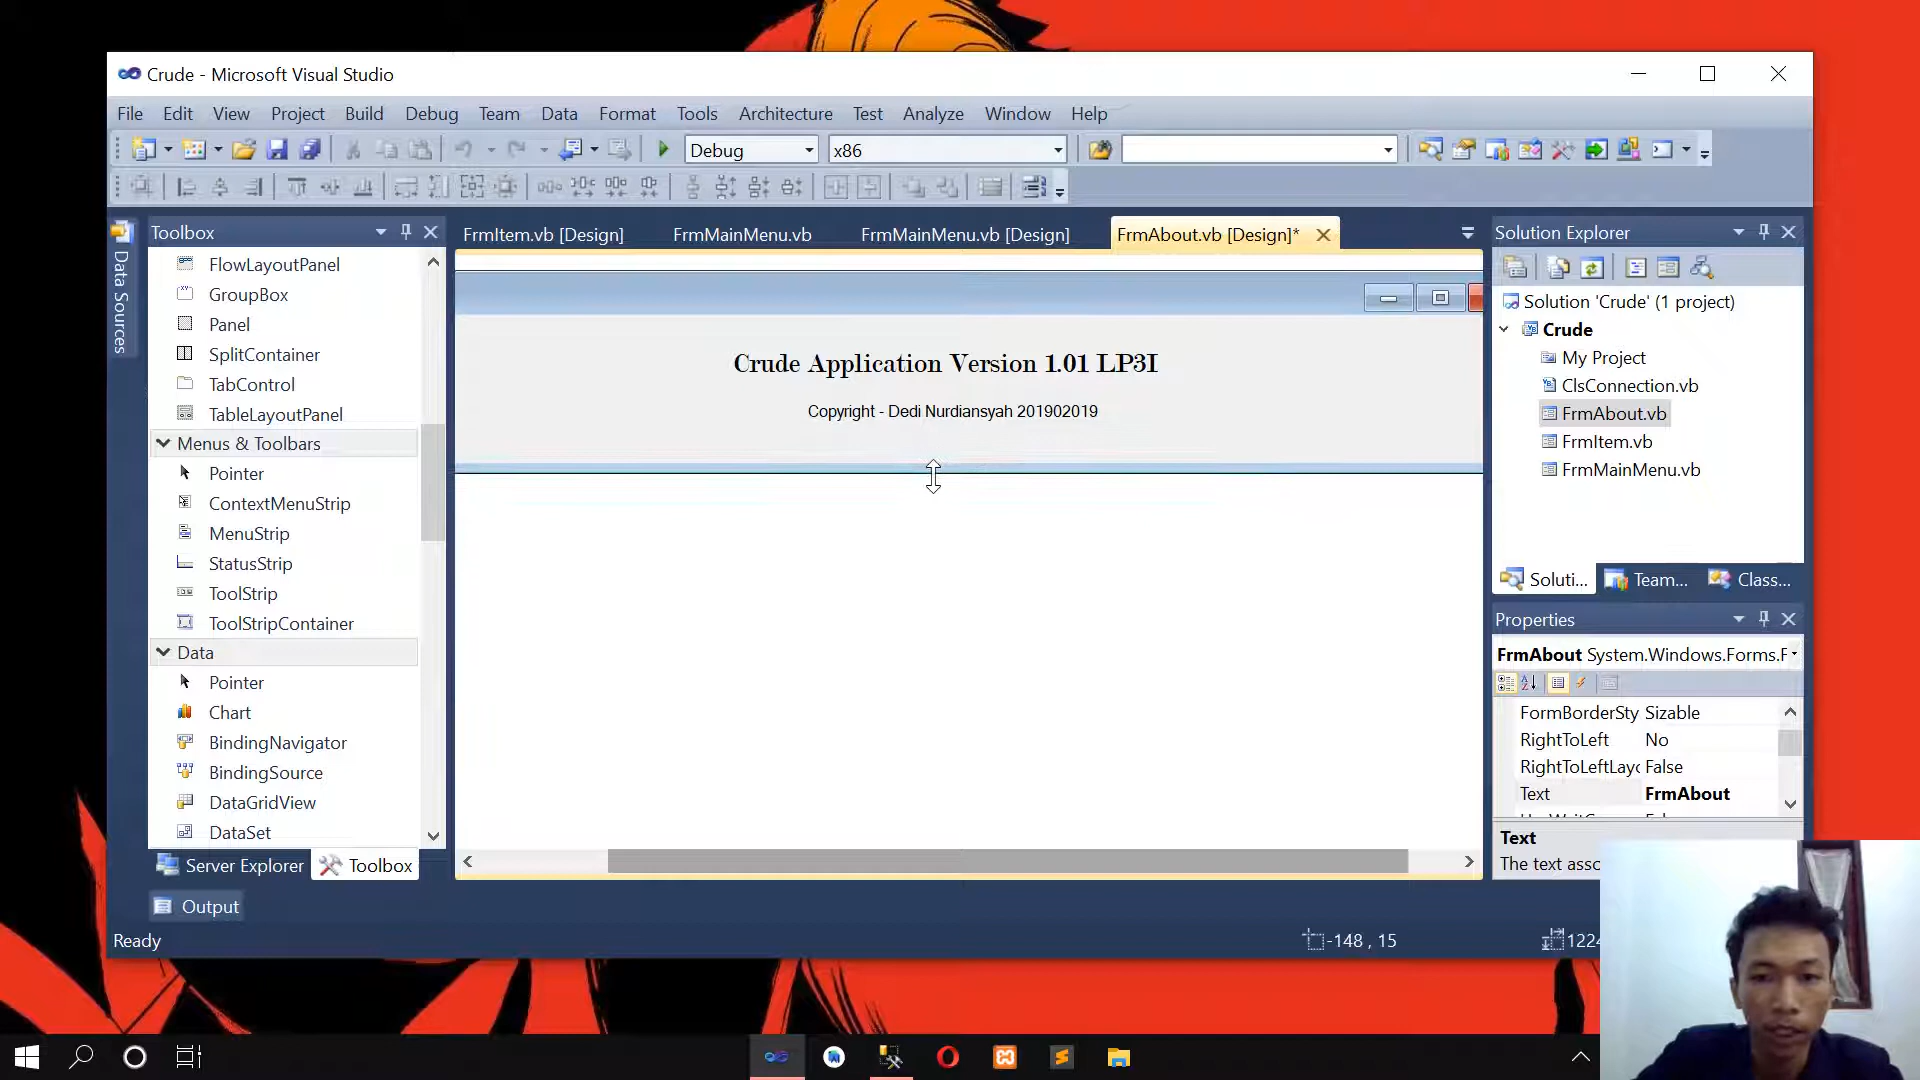 Crude - Microsoft Visual Studio
File Edit View Project Build Debug Team Data Format Tools Architecture Test Analyze Window Help
Debug x86
Data Sources
Toolbox
FlowLayoutPanel
GroupBox
Panel
SplitContainer
TabControl
TableLayoutPanel
Menus & Toolbars
Pointer
ContextMenuStrip
MenuStrip
StatusStrip
ToolStrip
ToolStripContainer
Data
Pointer
Chart
BindingNavigator
BindingSource
DataGridView
DataSet
Server Explorer Toolbox
Output
Ready
FrmItem.vb [Design] FrmMainMenu.vb FrmMainMenu.vb [Design] FrmAbout.vb [Design]*
Crude Application Version 1.01 LP3I
Copyright - Dedi Nurdiansyah 201902019
Solution Explorer
Solution 'Crude' (1 project)
Crude
My Project
ClsConnection.vb
FrmAbout.vb
FrmItem.vb
FrmMainMenu.vb
Soluti... Team... Class...
Properties
FrmAbout System.Windows.Forms.F
FormBorderSty Sizable
RightToLeft No
RightToLeftLayo False
Text FrmAbout
Text
The text asso
-148 , 15
1224